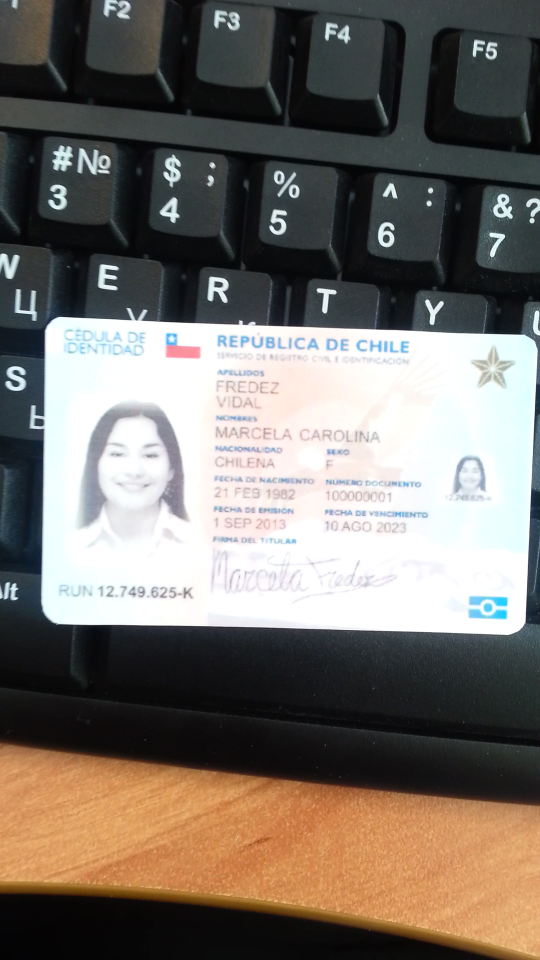 F2
F3
F4
F5
#№
3
$ ;
4
%
5
^ :
6
& ?
7
W
Ц
E
R
T
Y
S
CÉDULA DE
IDENTIDAD
REPÚBLICA DE CHILE
SERVICIO DE REGISTRO CIVIL E IDENTIFICACIÓN
APELLIDOS
FREDEZ
VIDAL
NOMBRES
MARCELA CAROLINA
NACIONALIDAD SEXO
CHILENA F
FECHA DE NACIMIENTO NÚMERO DOCUMENTO
21 FEB 1982 100000001
FECHA DE EMISIÓN FECHA DE VENCIMIENTO
1 SEP 2013 10 AGO 2023
FIRMA DEL TITULAR
Marcela Fredez
RUN 12.749.625-K
12.749.625-K